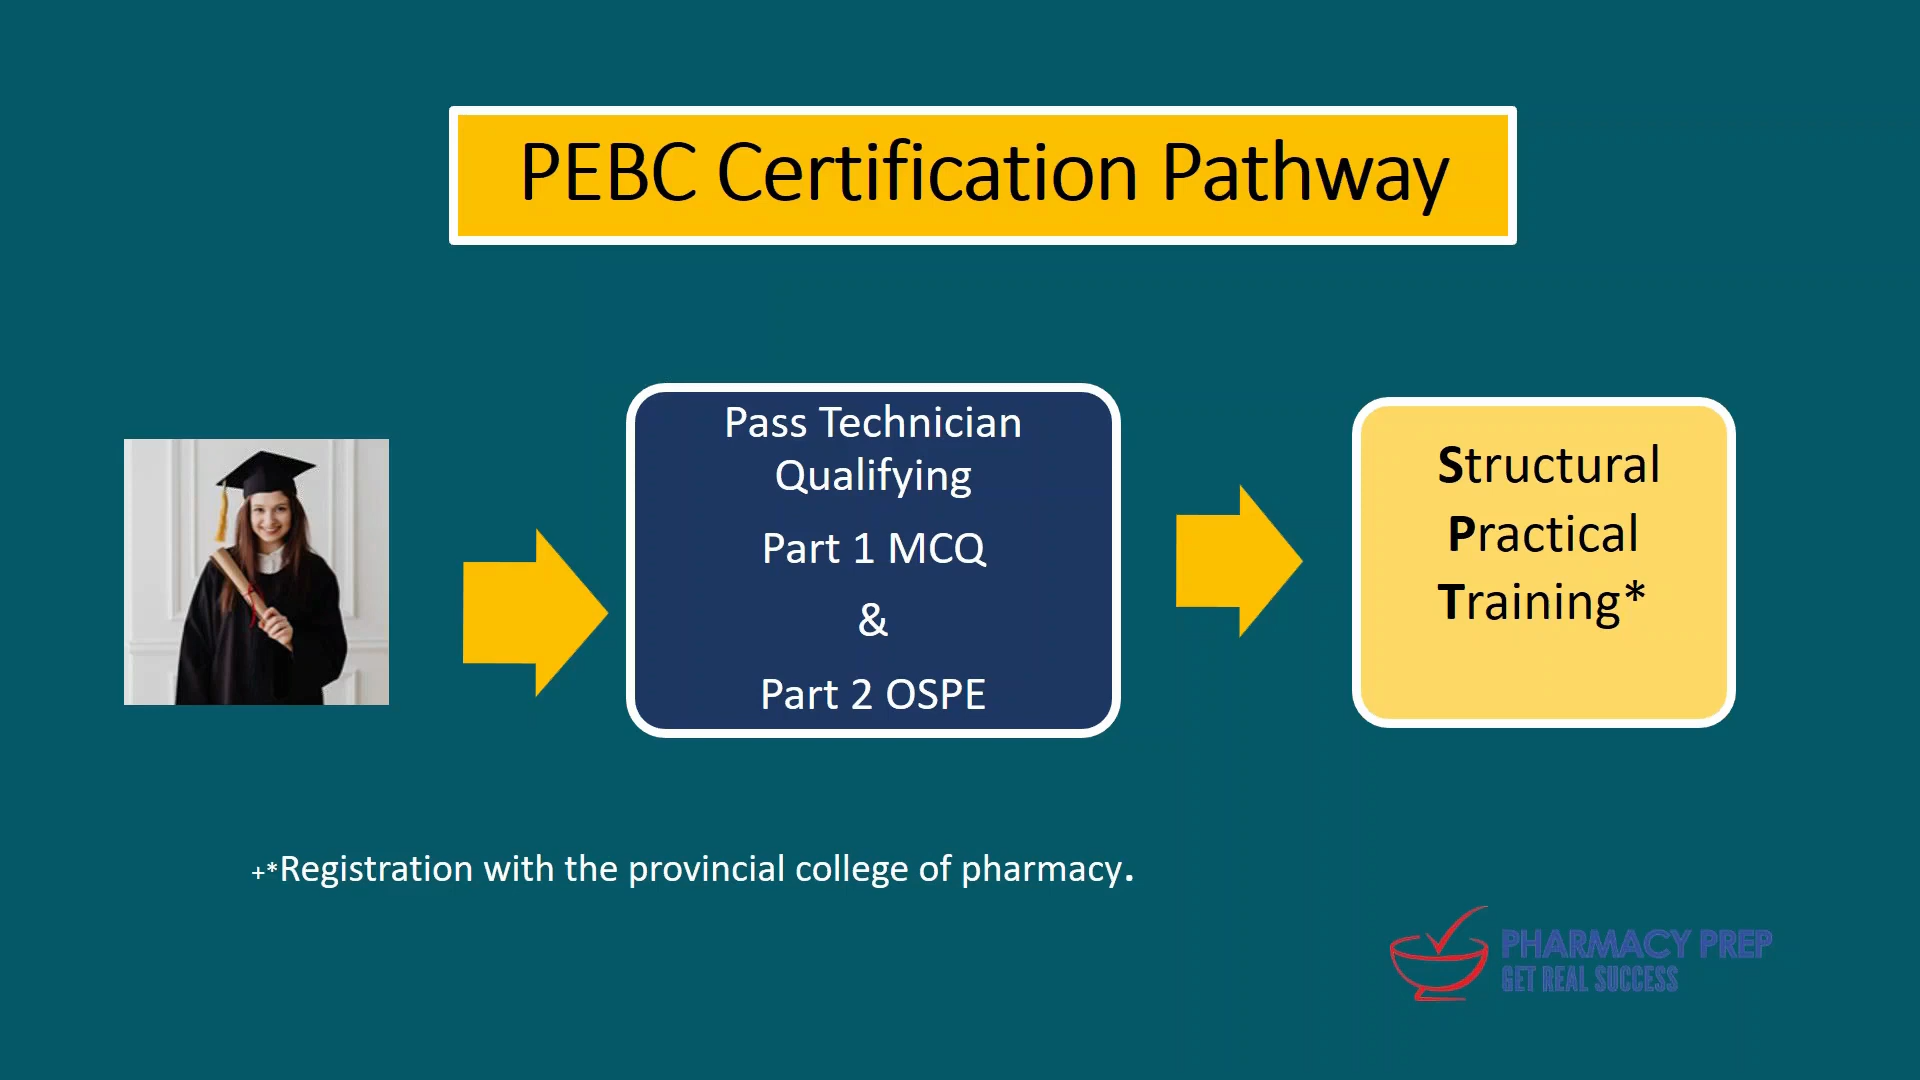 PEBC Certification Pathway
Pass Technician
Qualifying
Part 1 MCQ
&
Part 2 OSPE
Structural
Practical
Training*
+*Registration with the provincial college of pharmacy.
PHARMACY PREP
GET REAL SUCCESS